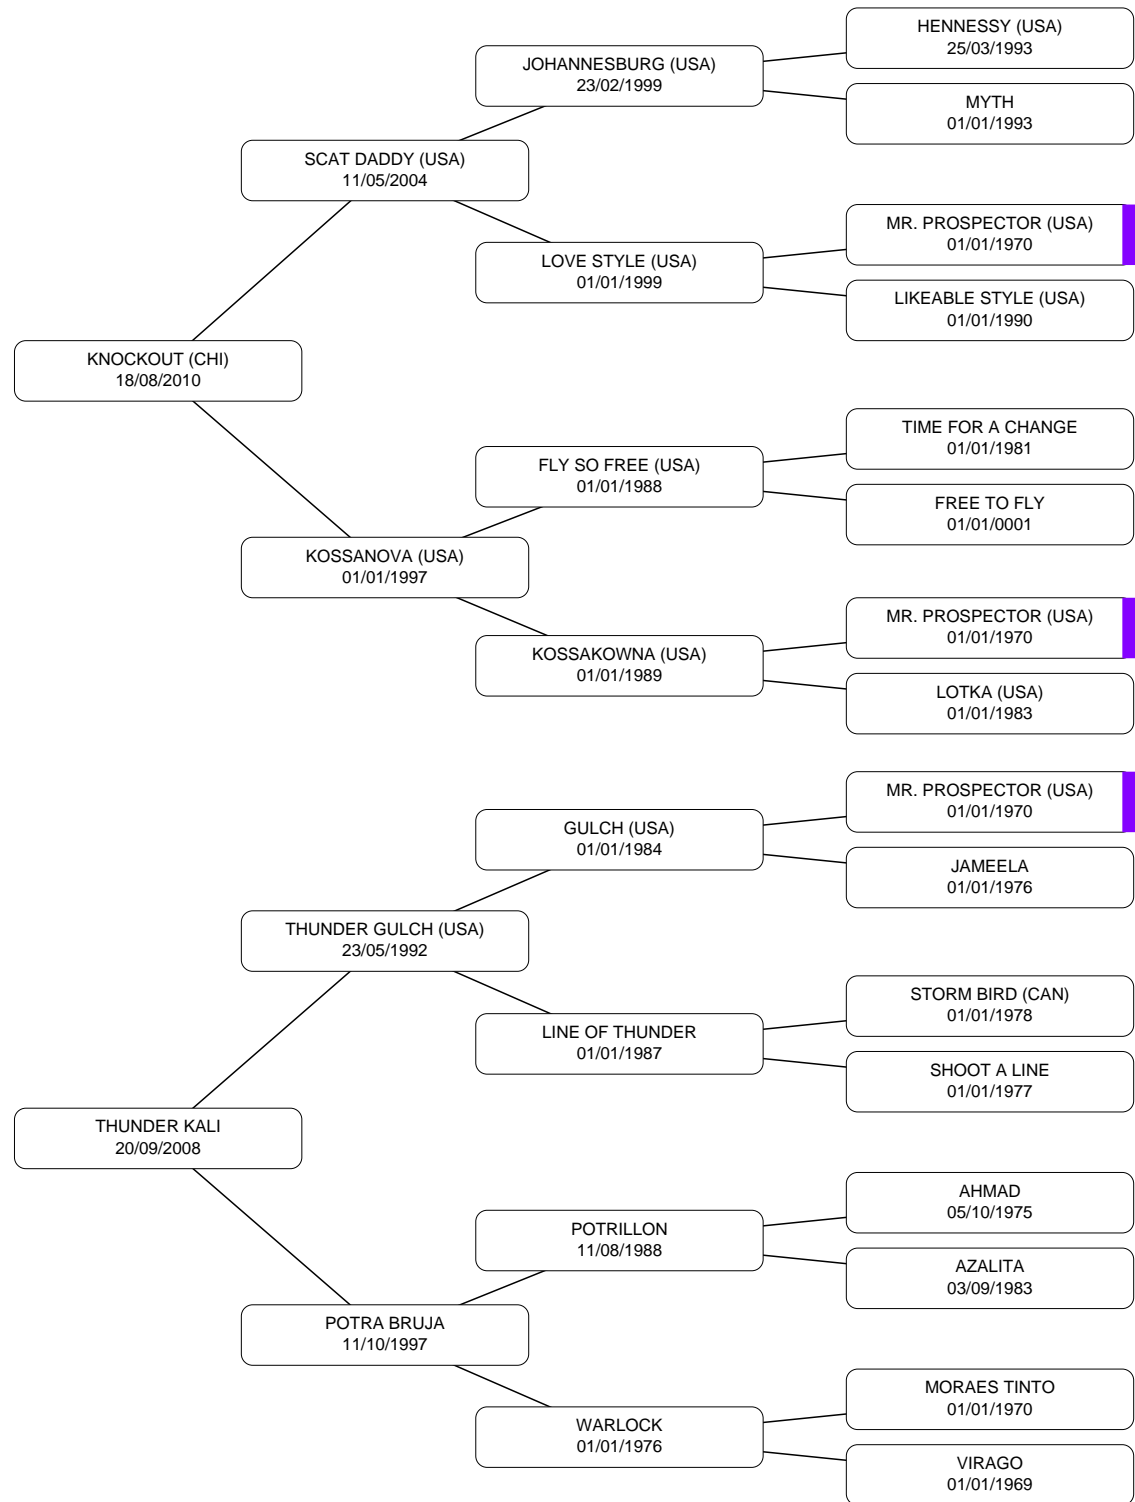 HENNESSY (USA)
25/03/1993
JOHANNESBURG (USA)
23/02/1999
MYTH
01/01/1993
SCAT DADDY (USA)
11/05/2004
MR. PROSPECTOR (USA)
01/01/1970
LOVE STYLE (USA)
01/01/1999
LIKEABLE STYLE (USA)
01/01/1990
KNOCKOUT (CHI)
18/08/2010
TIME FOR A CHANGE
01/01/1981
FLY SO FREE (USA)
01/01/1988
FREE TO FLY
01/01/0001
KOSSANOVA (USA)
01/01/1997
MR. PROSPECTOR (USA)
01/01/1970
KOSSAKOWNA (USA)
01/01/1989
LOTKA (USA)
01/01/1983
MR. PROSPECTOR (USA)
01/01/1970
GULCH (USA)
01/01/1984
JAMEELA
01/01/1976
THUNDER GULCH (USA)
23/05/1992
STORM BIRD (CAN)
01/01/1978
LINE OF THUNDER
01/01/1987
SHOOT A LINE
01/01/1977
THUNDER KALI
20/09/2008
AHMAD
05/10/1975
POTRILLON
11/08/1988
AZALITA
03/09/1983
POTRA BRUJA
11/10/1997
MORAES TINTO
01/01/1970
WARLOCK
01/01/1976
VIRAGO
01/01/1969